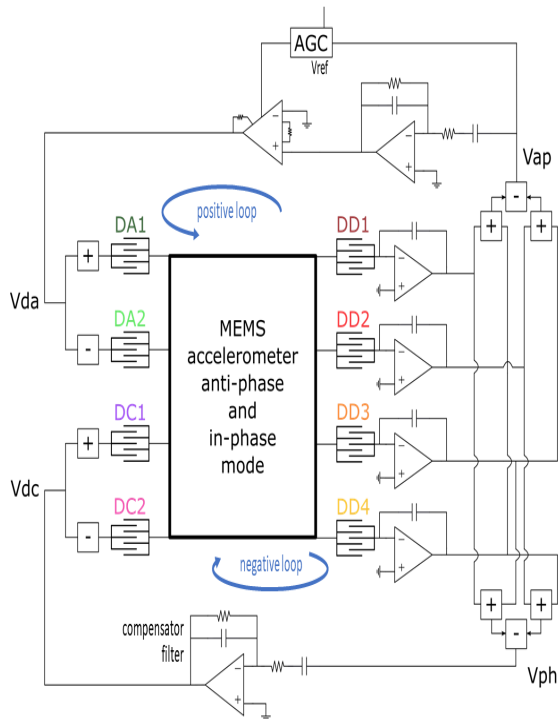 AGC
Vref
Vap
-
+
+
positive loop
DA1
DD1
+
Vda
DA2
DD2
-
MEMS
accelerometer
anti-phase
and
in-phase
mode
DC1
DD3
+
Vdc
DC2
DD4
-
negative loop
+
+
-
compensator
filter
Vph